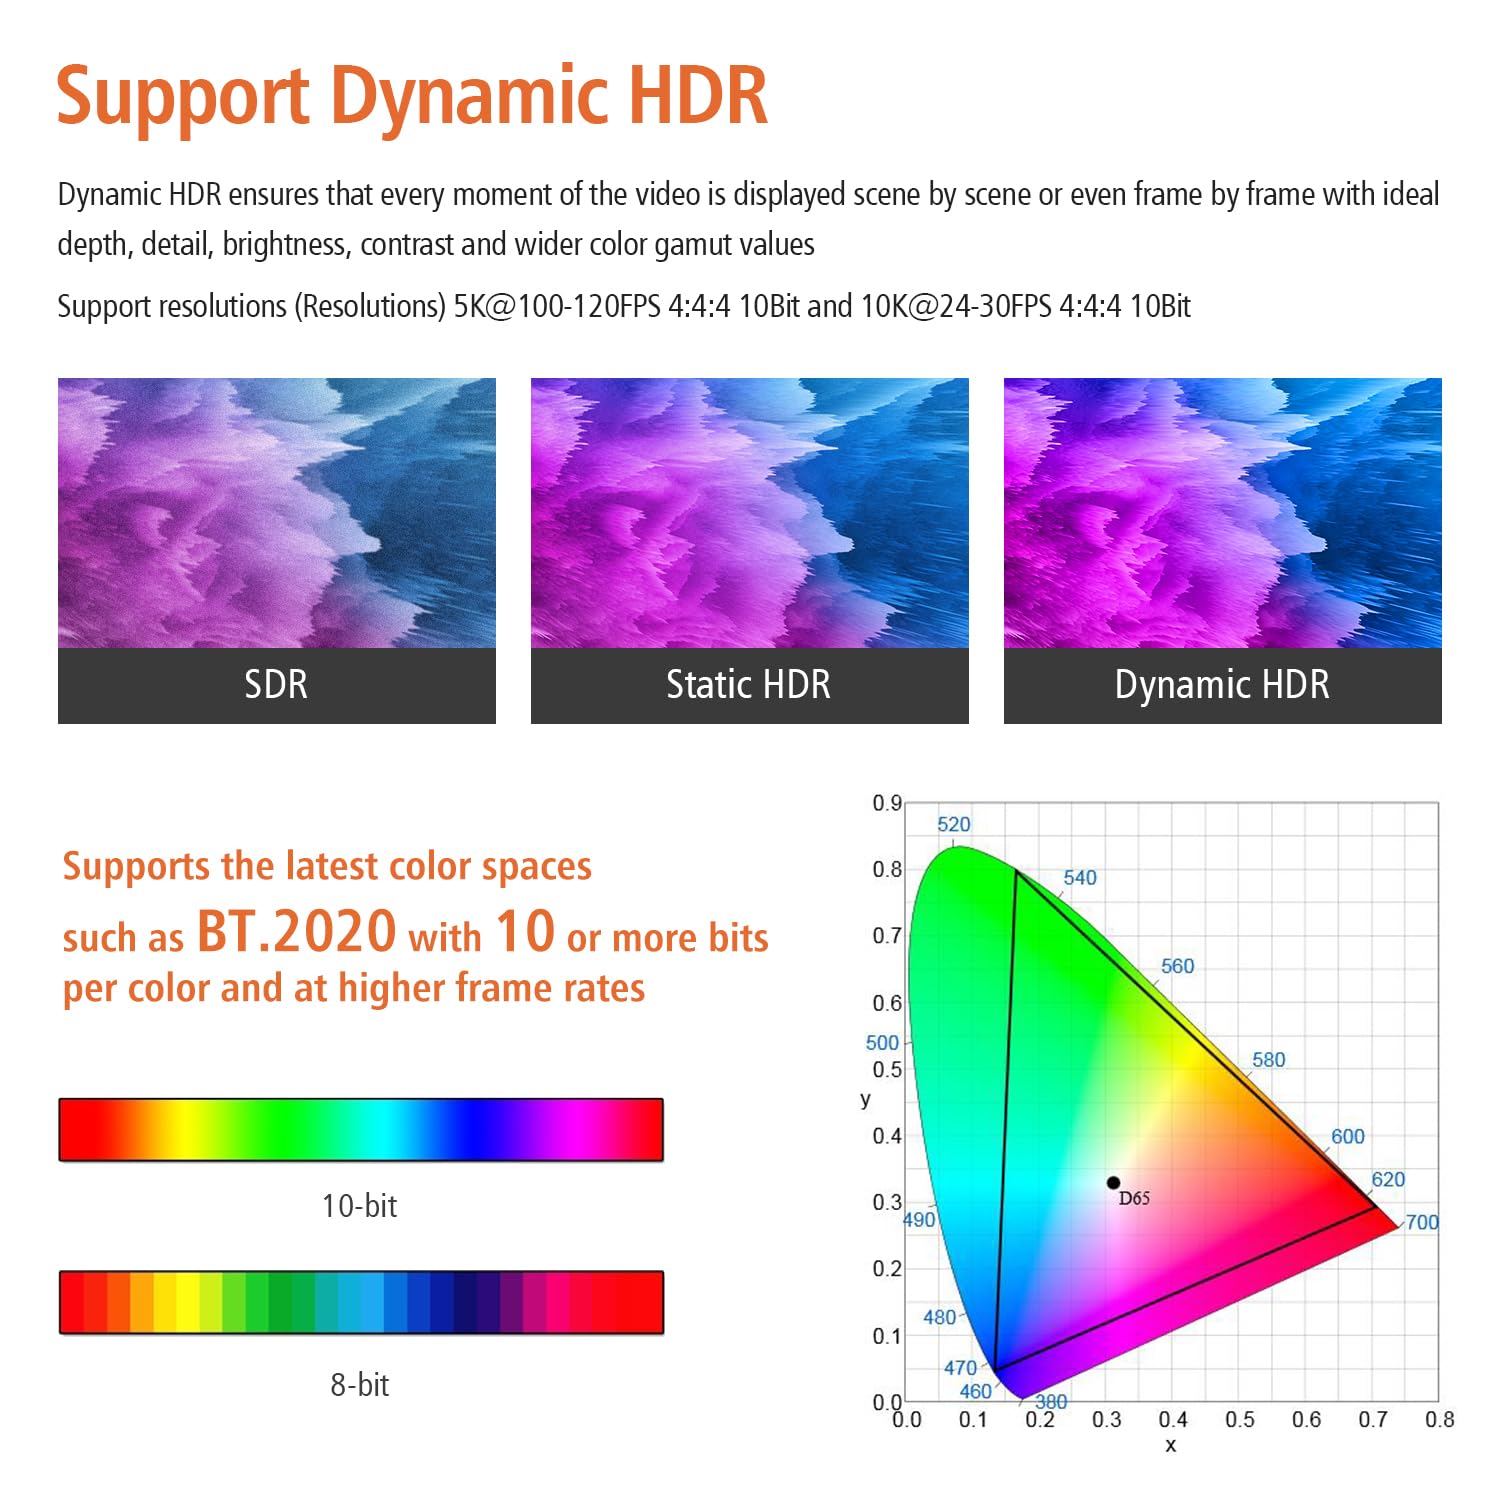 Support Dynamic HDR
Dynamic HDR ensures that every moment of the video is displayed scene by scene or even frame by frame with ideal
depth, detail, brightness, contrast and wider color gamut values
Support resolutions (Resolutions) 5K@100-120FPS 4:4:4 10Bit and 10K@24-30FPS 4:4:4 10Bit
SDR
Static HDR
Dynamic HDR
Supports the latest color spaces
such as BT.2020 with 10 or more bits
per color and at higher frame rates
10-bit
8-bit
0.9
0.8
0.7
0.6
0.5
y
0.4
0.3
0.2
0.1
0.0
520
540
560
500
580
600
620
D65
490
700
480
470
460
380
0.0 0.1 0.2 0.3 0.4 0.5 0.6 0.7 0.8
x